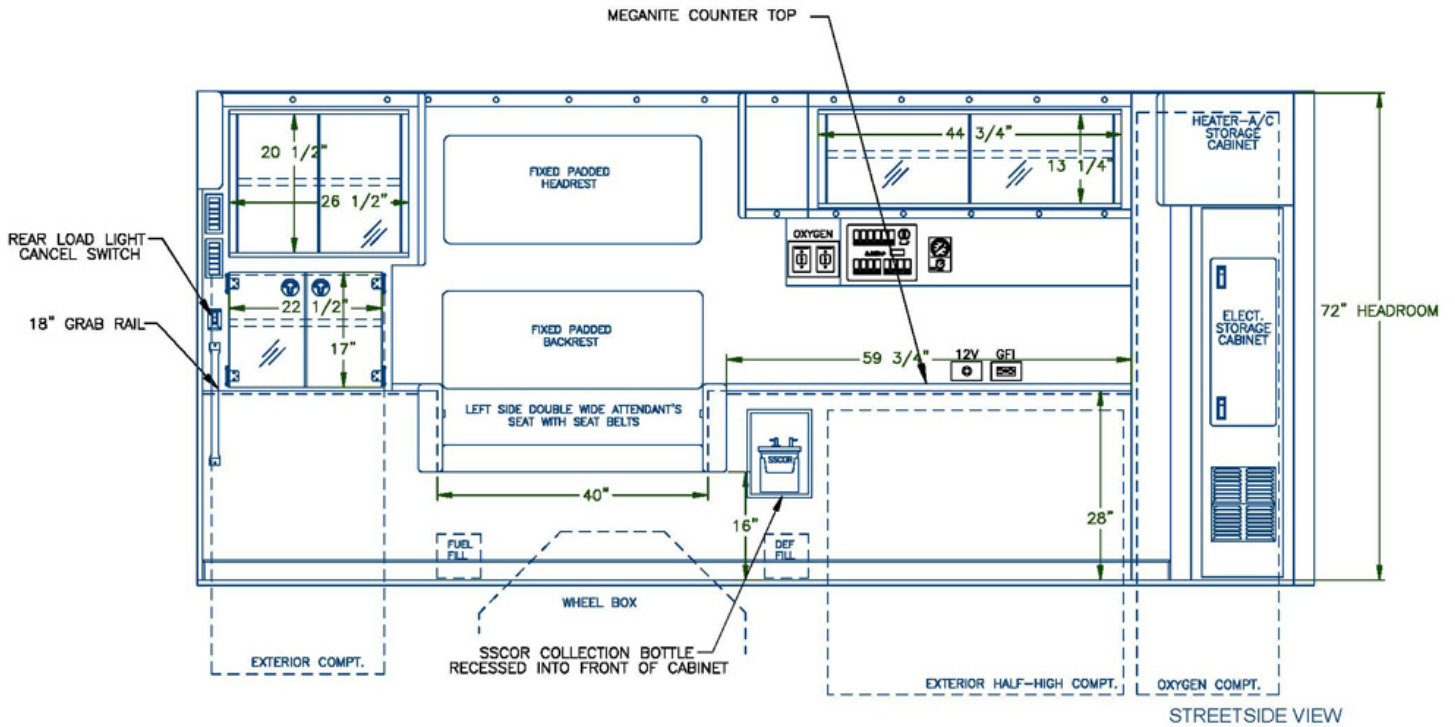 MEGANITE COUNTER TOP
HEATER-A/C
STORAGE
CABINET
44 3/4"
13 1/4"
20 1/2"
26 1/2"
FIXED PADDED
HEADREST
OXYGEN
REAR LOAD LIGHT
CANCEL SWITCH
22 1/2"
17"
18" GRAB RAIL
FIXED PADDED
BACKREST
ELECT.
STORAGE
CABINET
72" HEADROOM
59 3/4"
12V
GFI
LEFT SIDE DOUBLE WIDE ATTENDANT'S
SEAT WITH SEAT BELTS
SSCOR
40"
16"
28"
FUEL
FILL
DEF
FILL
WHEEL BOX
SSCOR COLLECTION BOTTLE
RECESSED INTO FRONT OF CABINET
EXTERIOR COMPT.
EXTERIOR HALF-HIGH COMPT.
OXYGEN COMPT.
STREETSIDE VIEW